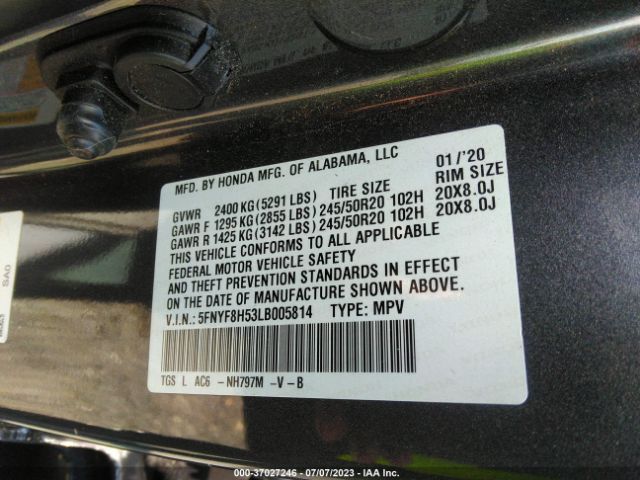 MFD. BY HONDA MFG. OF ALABAMA, LLC 01/'20
GVWR 2400 KG (5291 LBS) TIRE SIZE RIM SIZE
GAWR F 1295 KG (2855 LBS) 245/50R20 102H 20X8.0J
GAWR R 1425 KG (3142 LBS) 245/50R20 102H 20X8.0J
THIS VEHICLE CONFORMS TO ALL APPLICABLE
FEDERAL MOTOR VEHICLE SAFETY
AND THEFT PREVENTION STANDARDS IN EFFECT
ON THE DATE OF MANUFACTURE SHOWN ABOVE.
V.I.N.: 5FNYF8H53LB005814 TYPE: MPV
TGS L AC6 -NH797M -V-B
SAO
000-37027246 - 07/07/2023 - IAA Inc.